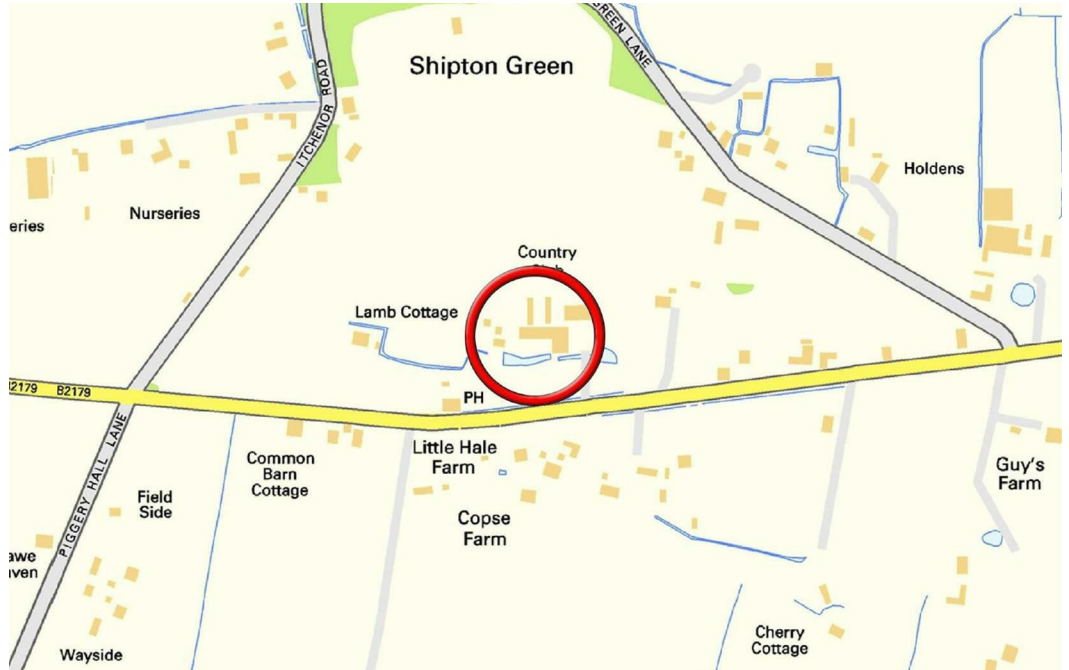 Shipton Green
GREEN LANE
ITCHENOR ROAD
Holdens
Nurseries
eries
Country
Lamb Cottage
B2179
PH
Little Hale
Farm
Common
Barn
Cottage
PIGGERY HALL LANE
Field
Side
Copse
Farm
Guy's
Farm
awe
ven
Wayside
Cherry
Cottage